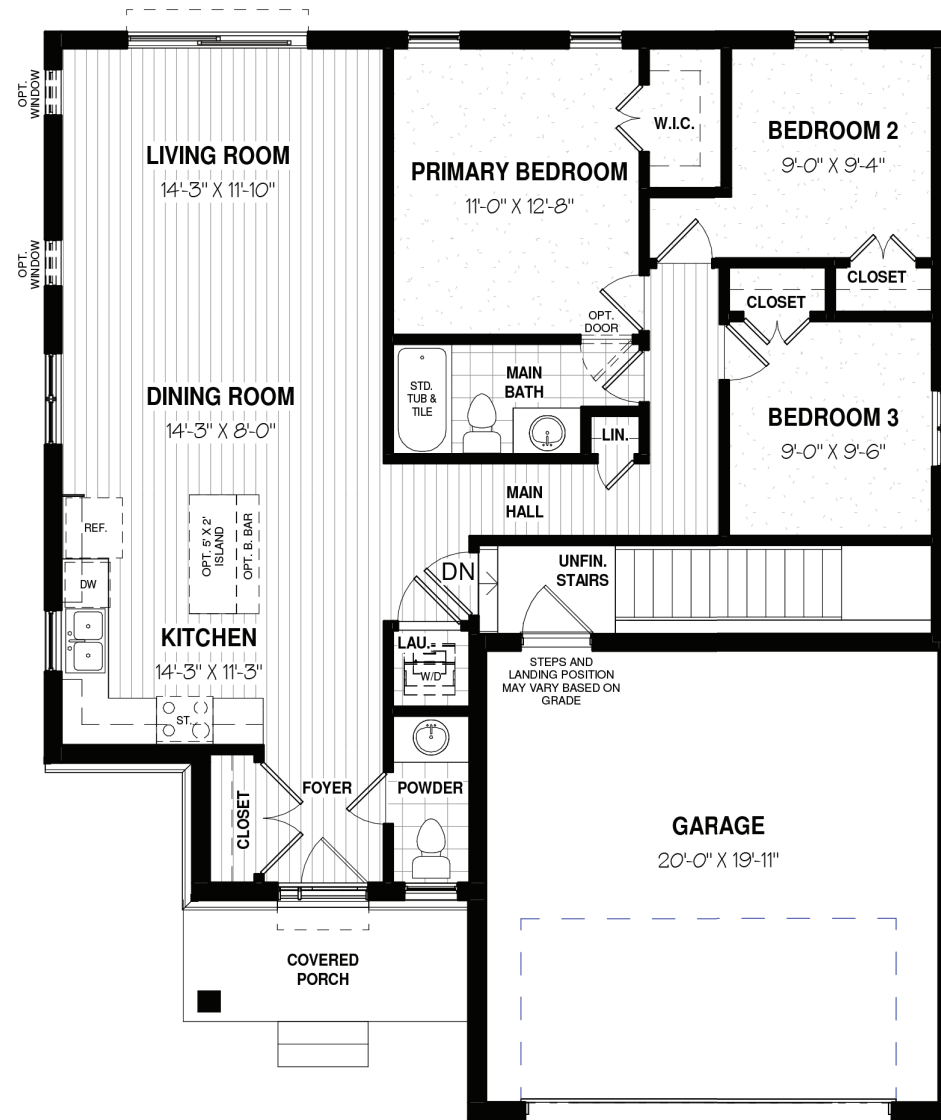 OPT.
WINDOW
LIVING ROOM
14'-3" X 11'-10"
PRIMARY BEDROOM
11'-0" X 12'-8"
W.I.C.
BEDROOM 2
9'-0" X 9'-4"
OPT.
WINDOW
CLOSET
CLOSET
OPT.
DOOR
STD.
TUB &
TILE
MAIN
BATH
DINING ROOM
14'-3" X 8'-0"
LIN.
BEDROOM 3
9'-0" X 9'-6"
MAIN
HALL
REF.
OPT. 5' X 2'
ISLAND
OPT. B. BAR
DW
DN
UNFIN.
STAIRS
KITCHEN
14'-3" X 11'-3"
LAU.
W/D
STEPS AND
LANDING POSITION
MAY VARY BASED ON
GRADE
ST.
CLOSET
FOYER
POWDER
GARAGE
20'-0" X 19'-11"
COVERED
PORCH